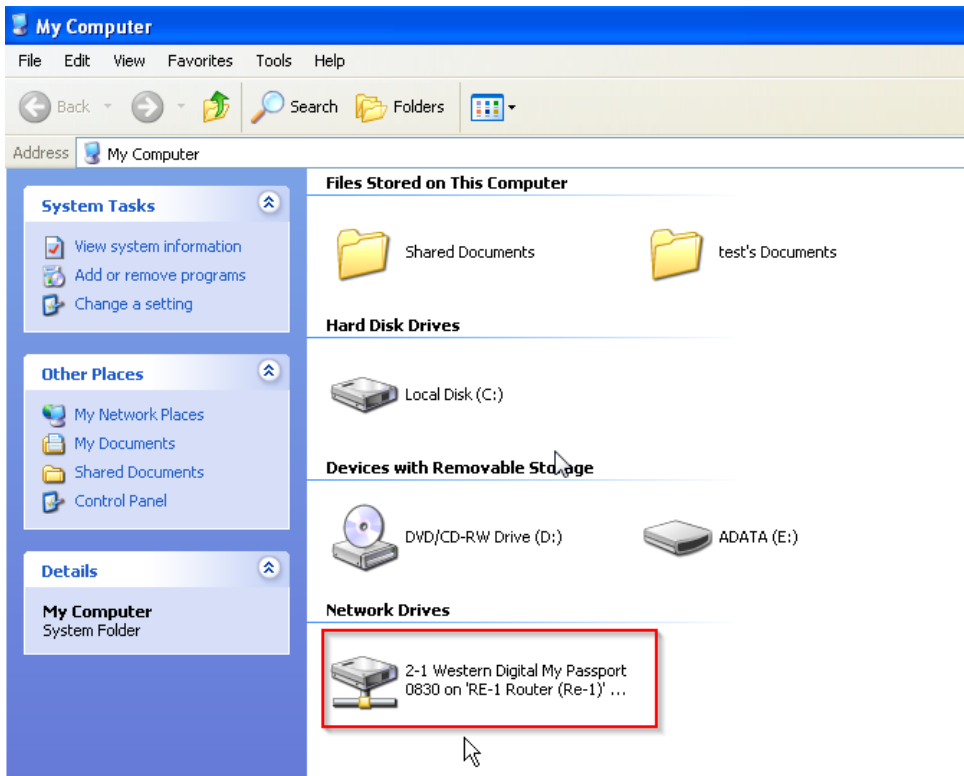 My Computer
File Edit View Favorites Tools Help
Back Search Folders
Address My Computer
System Tasks
View system information
Add or remove programs
Change a setting
Other Places
My Network Places
My Documents
Shared Documents
Control Panel
Details
My Computer
System Folder
Files Stored on This Computer
Shared Documents test's Documents
Hard Disk Drives
Local Disk (C:)
Devices with Removable Storage
DVD/CD-RW Drive (D:) ADATA (E:)
Network Drives
2-1 Western Digital My Passport
0830 on 'RE-1 Router (Re-1)' ...